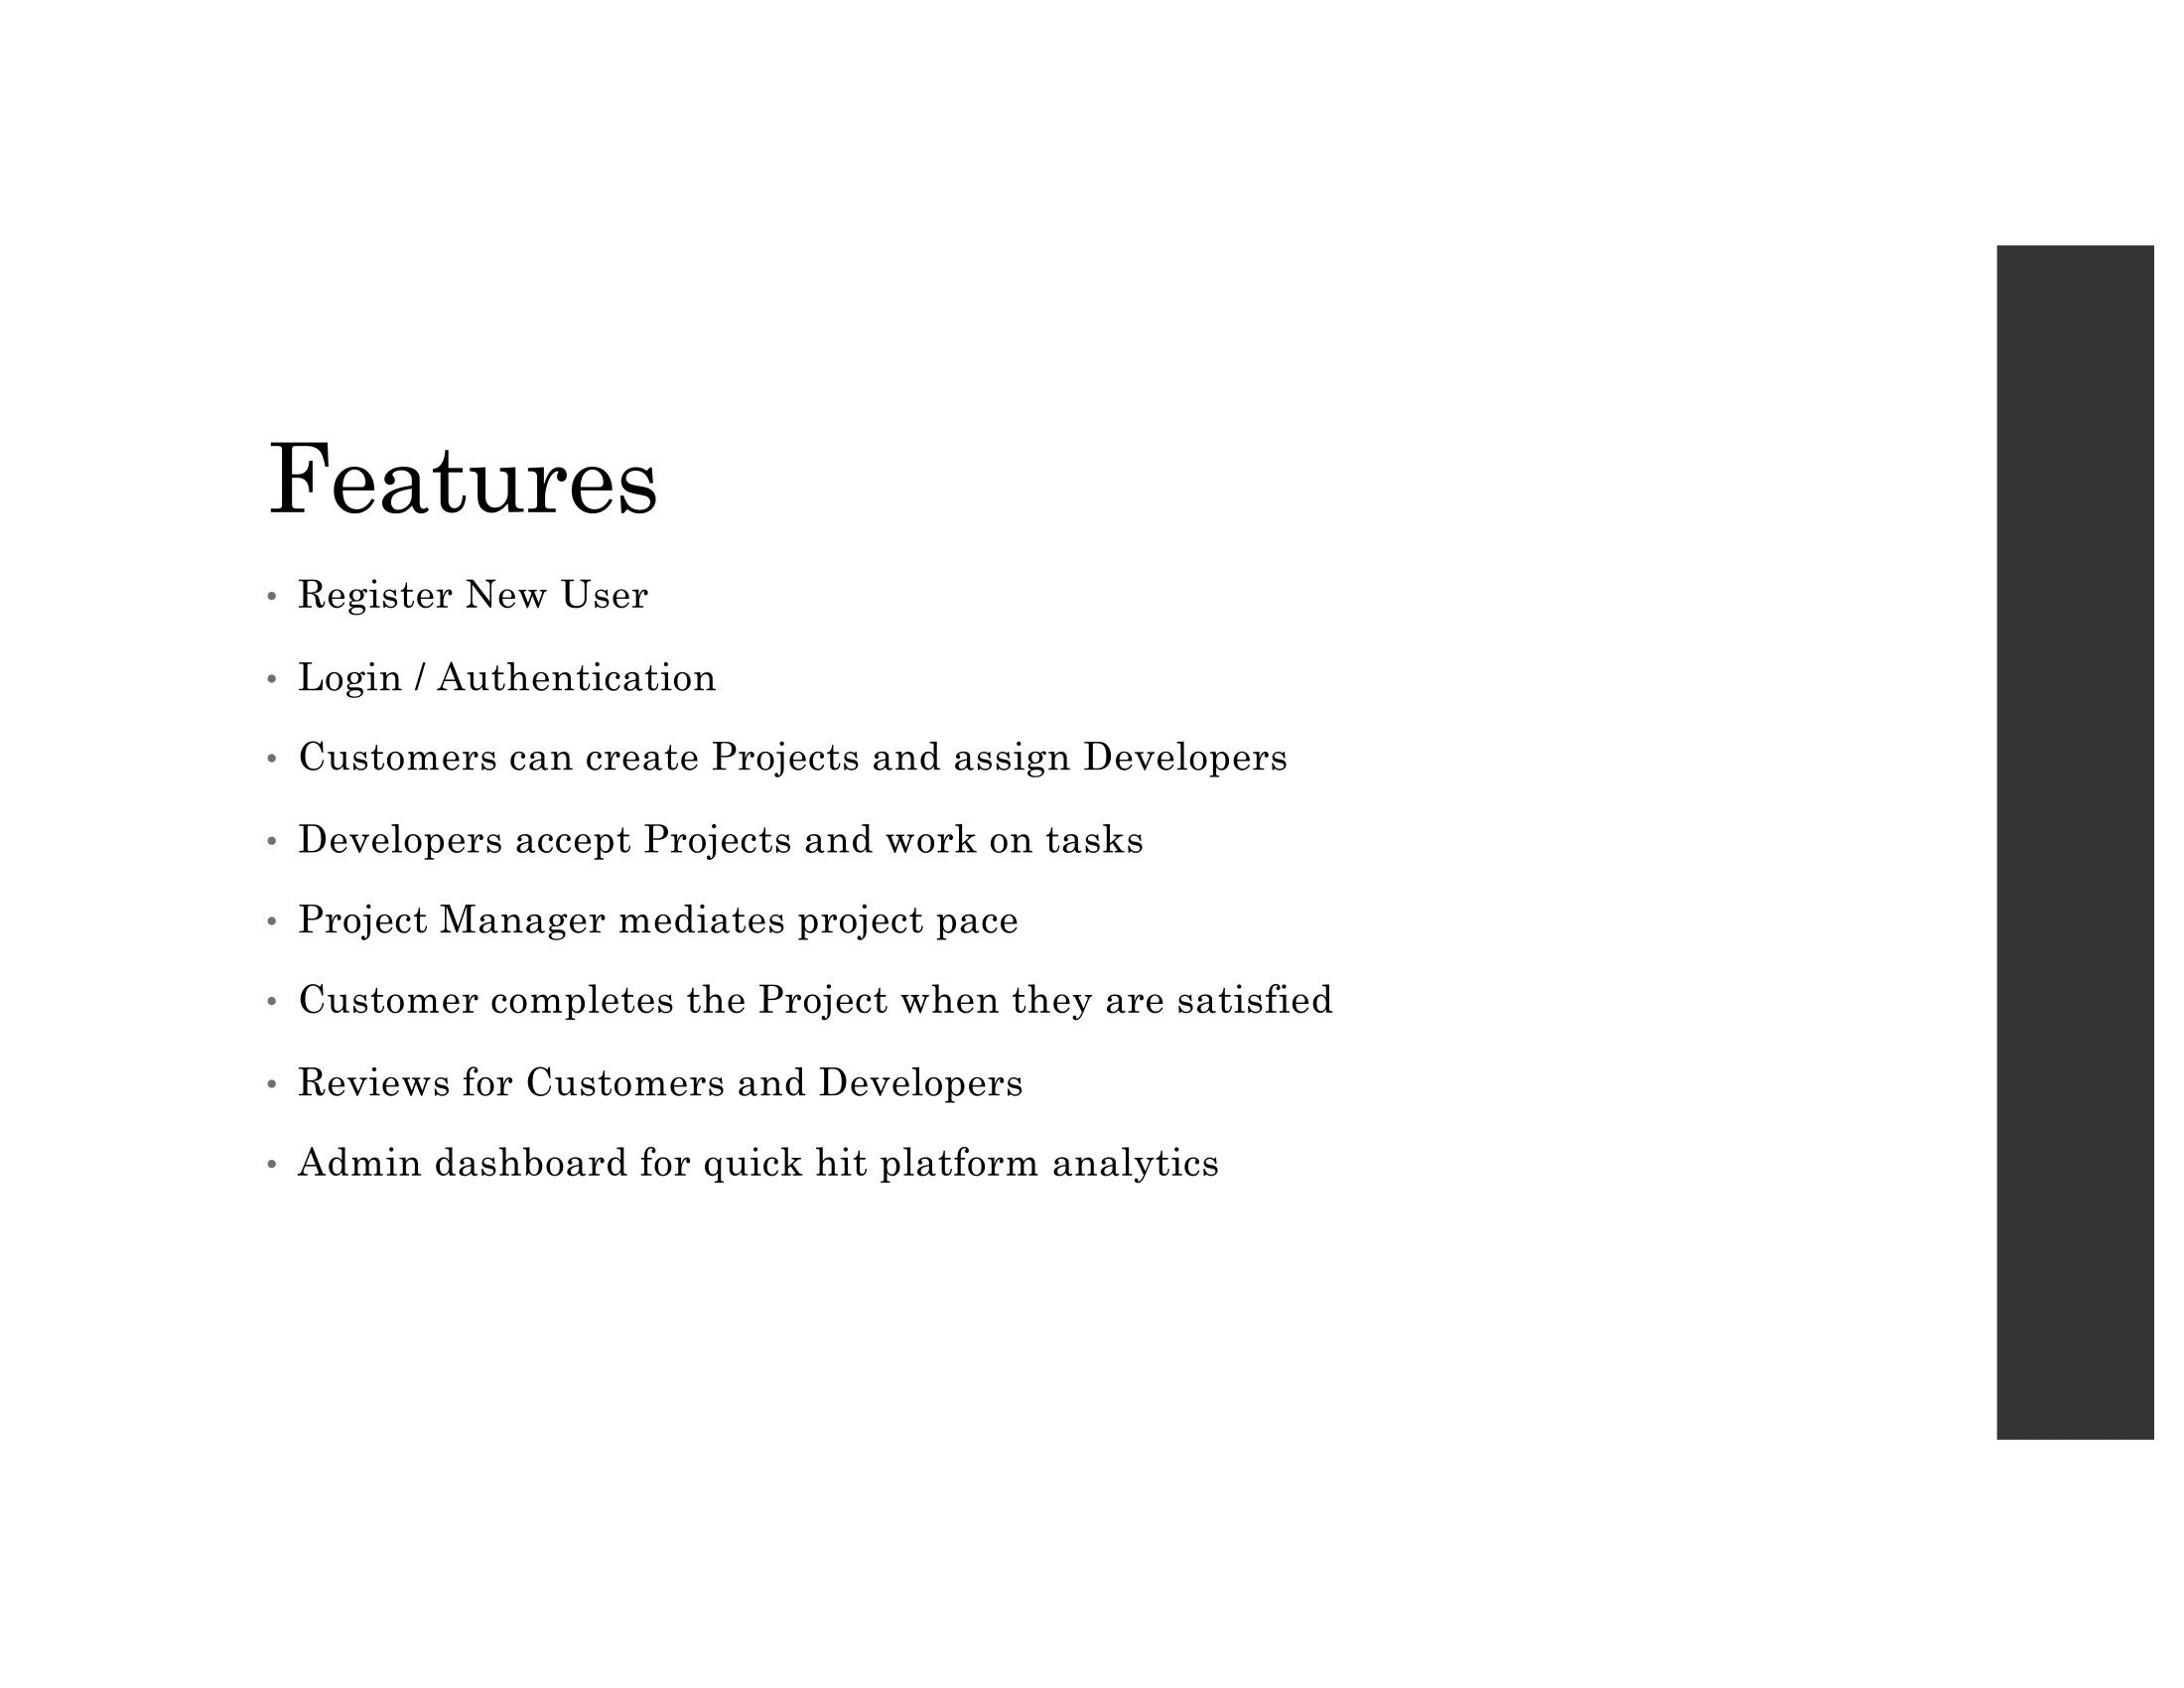 Features
• Register New User
• Login / Authentication
• Customers can create Projects and assign Developers
• Developers accept Projects and work on tasks
• Project Manager mediates project pace
• Customer completes the Project when they are satisfied
• Reviews for Customers and Developers
• Admin dashboard for quick hit platform analytics